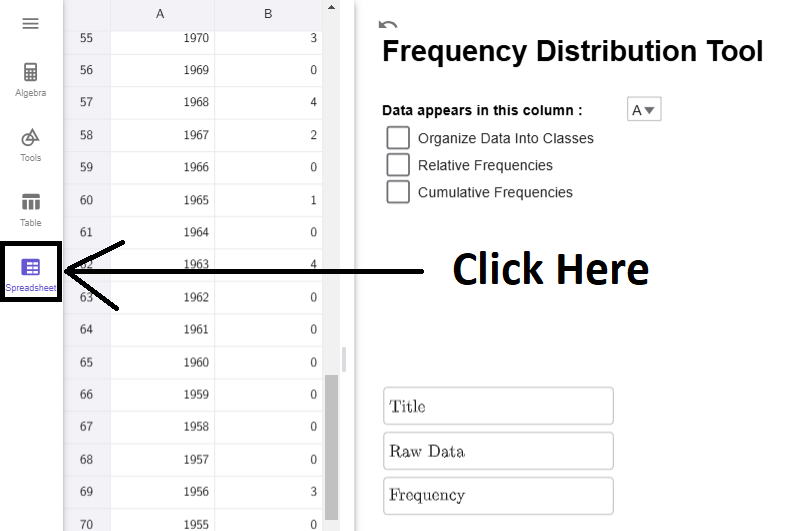 A B
55 1970 3
56 1969 0
57 1968 4
58 1967 2
59 1966 0
60 1965 1
61 1964 0
62 1963 4
63 1962 0
64 1961 0
65 1960 0
66 1959 0
67 1958 0
68 1957 0
69 1956 3
70 1955 0
Algebra
Tools
Table
Spreadsheet
Frequency Distribution Tool
Data appears in this column : A
Organize Data Into Classes
Relative Frequencies
Cumulative Frequencies
Click Here
Title
Raw Data
Frequency